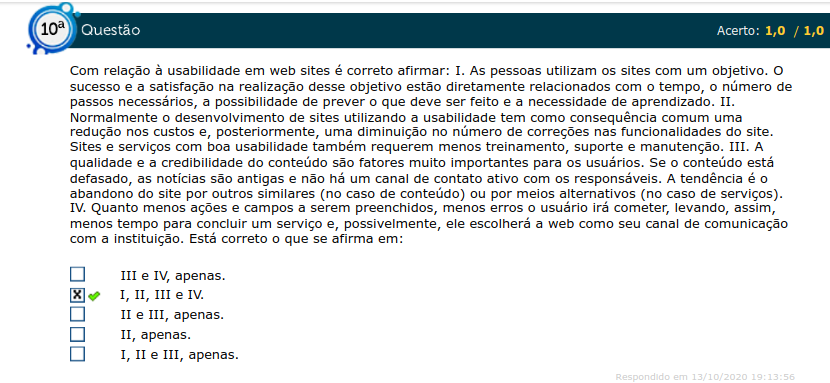 10ª Questão
Acerto: 1,0 / 1,0
Com relação à usabilidade em web sites é correto afirmar: I. As pessoas utilizam os sites com um objetivo. O
sucesso e a satisfação na realização desse objetivo estão diretamente relacionados com o tempo, o número de
passos necessários, a possibilidade de prever o que deve ser feito e a necessidade de aprendizado. II.
Normalmente o desenvolvimento de sites utilizando a usabilidade tem como consequência comum uma
redução nos custos e, posteriormente, uma diminuição no número de correções nas funcionalidades do site.
Sites e serviços com boa usabilidade também requerem menos treinamento, suporte e manutenção. III. A
qualidade e a credibilidade do conteúdo são fatores muito importantes para os usuários. Se o conteúdo está
defasado, as notícias são antigas e não há um canal de contato ativo com os responsáveis. A tendência é o
abandono do site por outros similares (no caso de conteúdo) ou por meios alternativos (no caso de serviços).
IV. Quanto menos ações e campos a serem preenchidos, menos erros o usuário irá cometer, levando, assim,
menos tempo para concluir um serviço e, possivelmente, ele escolherá a web como seu canal de comunicação
com a instituição. Está correto o que se afirma em:
III e IV, apenas.
I, II, III e IV.
II e III, apenas.
II, apenas.
I, II e III, apenas.
Respondido em 13/10/2020 19:13:56